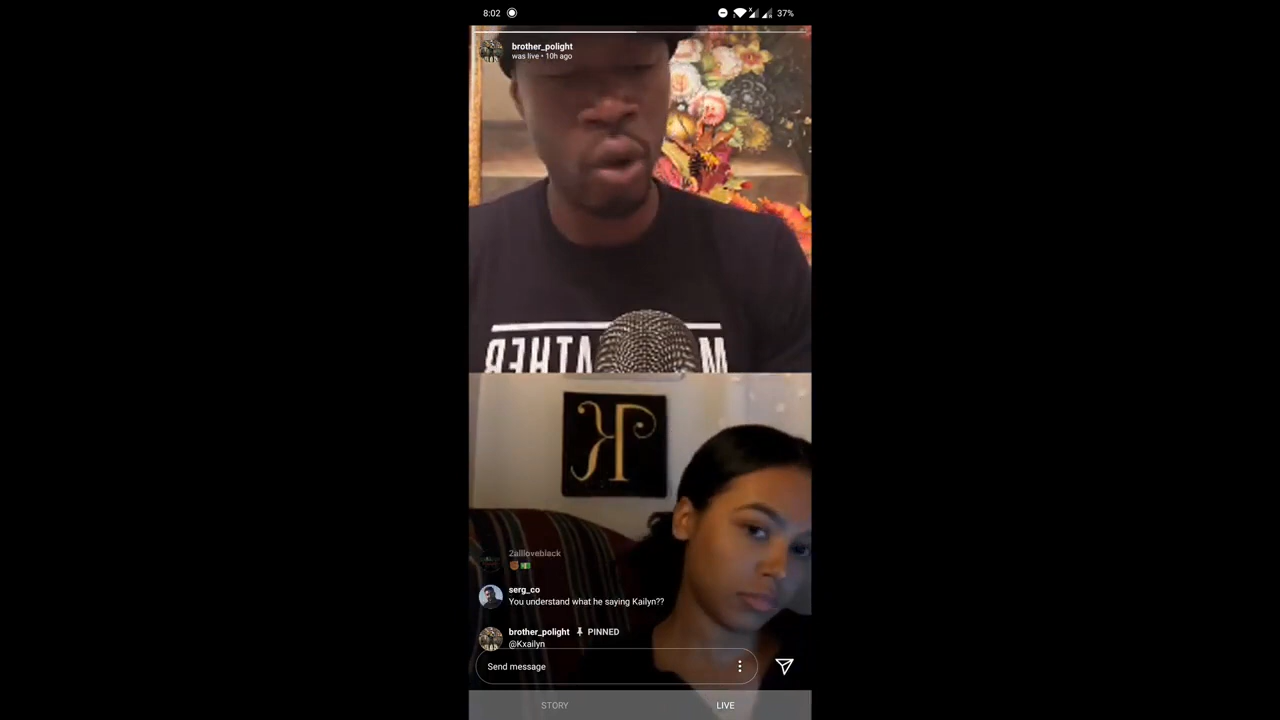 8:02
37%
brother_polight
was live • 10h ago
2allloveblack
serg_co
You understand what he saying Kailyn??
brother_polight PINNED
@Kxailyn
Send message
STORY
LIVE